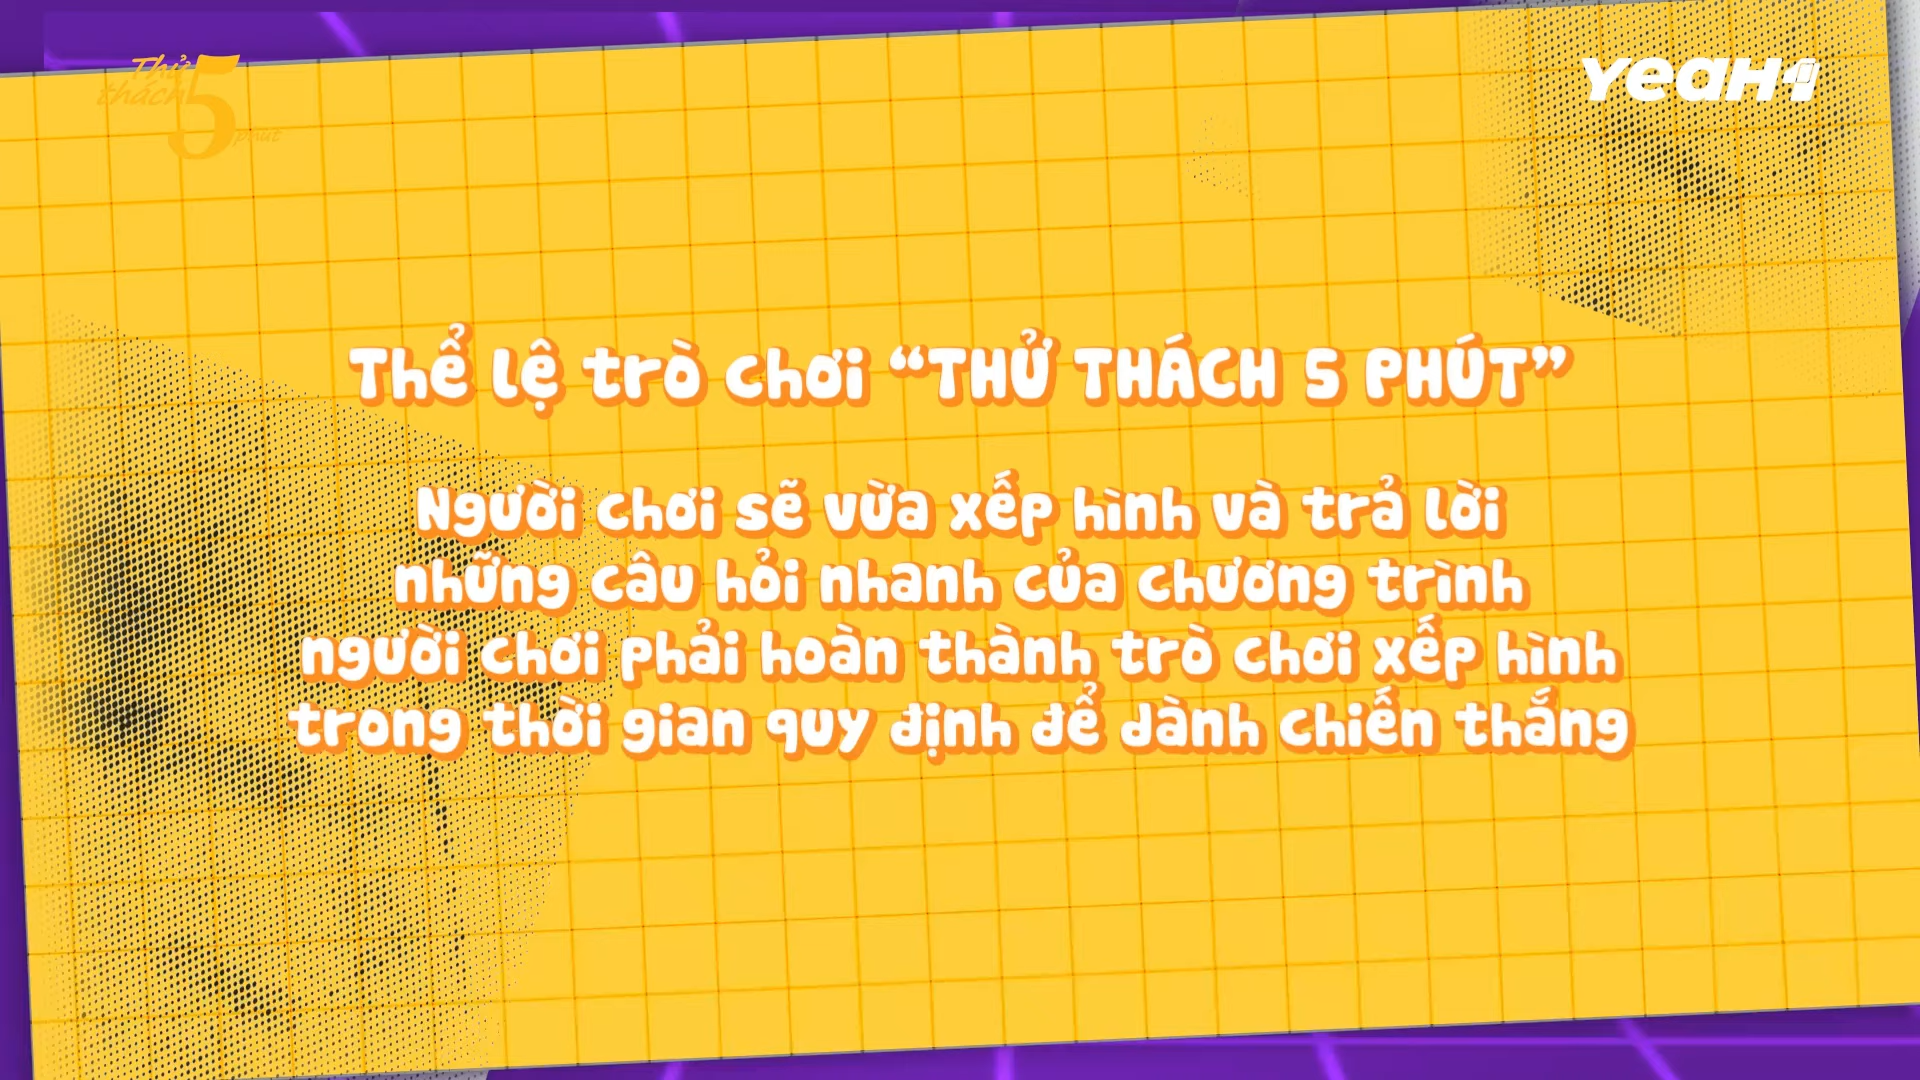 Thử
thách 5
phút
YEAH1
Thể lệ trò chơi “THỬ THÁCH 5 PHÚT”
Người chơi sẽ vừa xếp hình và trả lời
những câu hỏi nhanh của chương trình
người chơi phải hoàn thành trò chơi xếp hình
trong thời gian quy định để dành chiến thắng